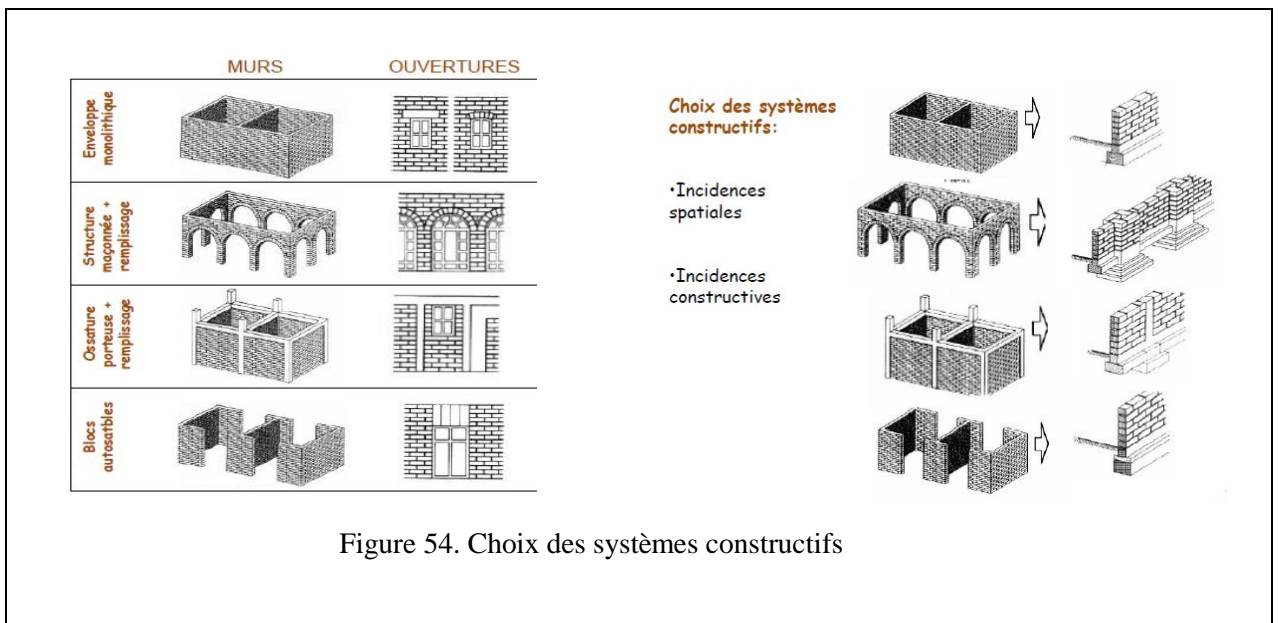 MURS OUVERTURES
Enveloppe
monolithique
Structure
maçonnée +
remplissage
Ossature
porteuse +
remplissage
Blocs
autosatbles
Choix des systèmes
constructifs:
•Incidences
spatiales
•Incidences
constructives
Figure 54. Choix des systèmes constructifs